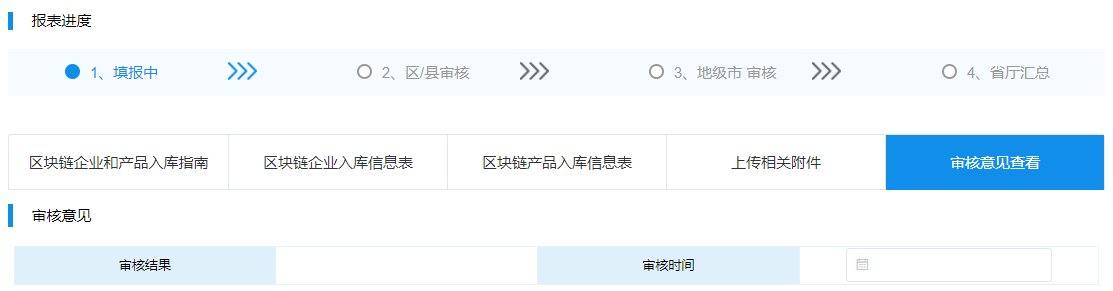 报表进度
1、填报中
2、区/县审核
3、地级市 审核
4、省厅汇总
区块链企业和产品入库指南
区块链企业入库信息表
区块链产品入库信息表
上传相关附件
审核意见查看
审核意见
审核结果
审核时间